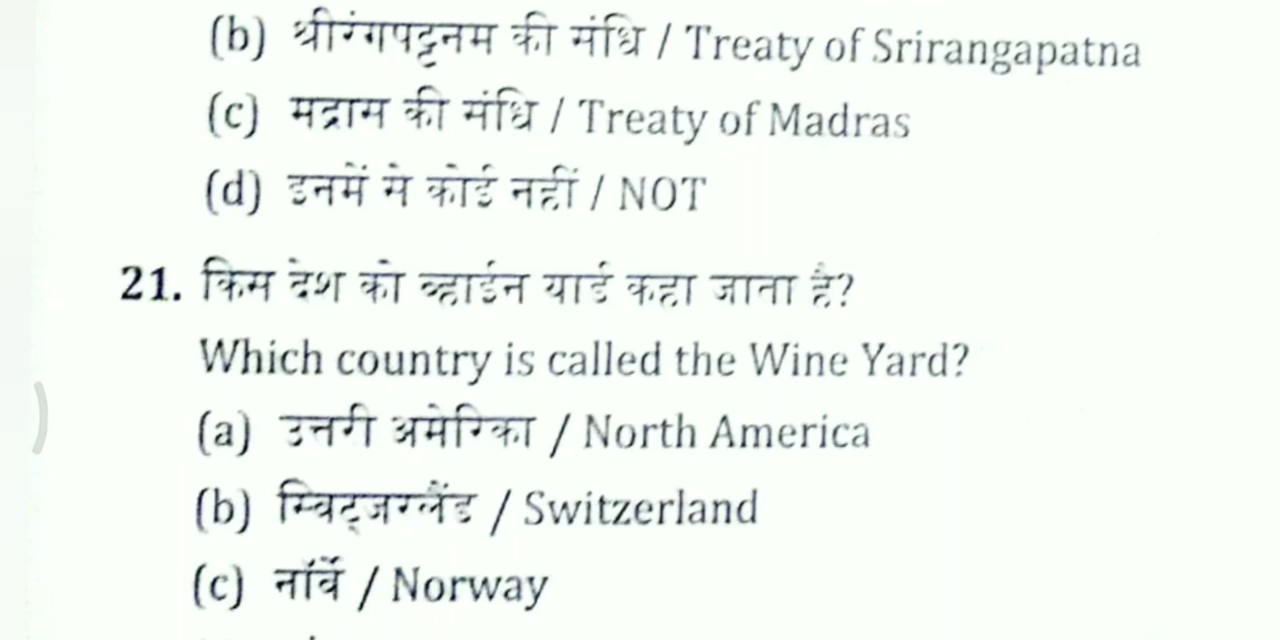 (b) श्रीरंगपट्टनम की संधि / Treaty of Srirangapatna
(c) मद्रास की संधि / Treaty of Madras
(d) इनमें से कोई नहीं / NOT
21. किस देश को व्हाईन यार्ड कहा जाता है?
Which country is called the Wine Yard?
(a) उत्तरी अमेरिका / North America
(b) स्विट्जरलैंड / Switzerland
(c) नॉर्वे / Norway